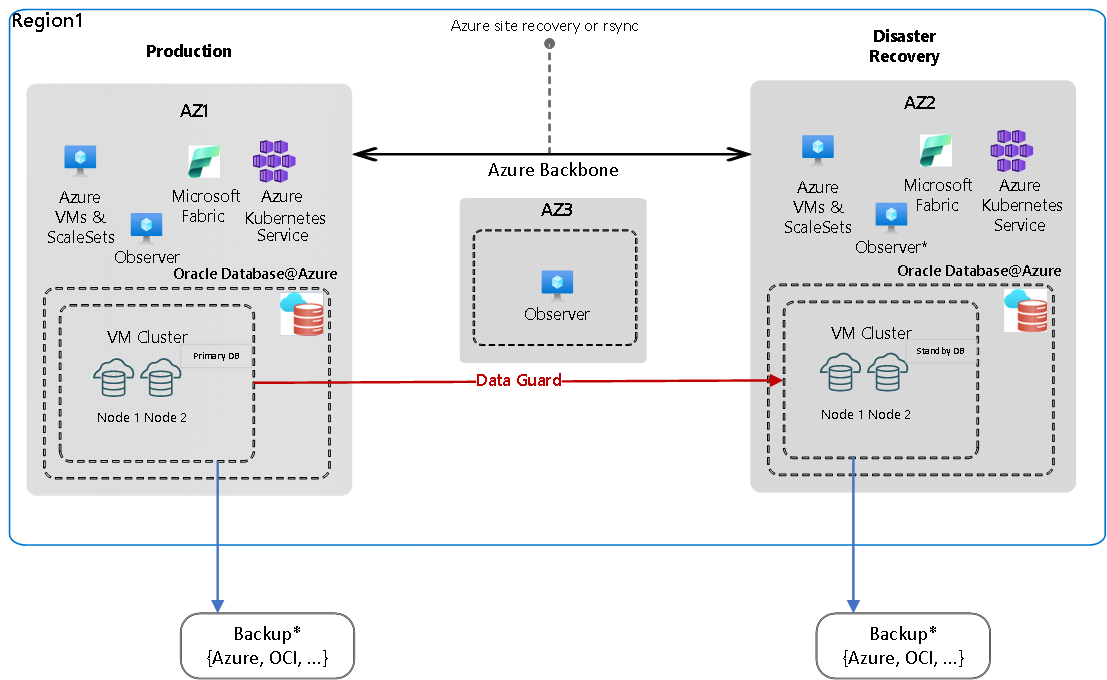 Region1
Azure site recovery or rsync
Production
Disaster
Recovery
AZ1
Azure
VMs &
ScaleSets
Microsoft
Fabric
Azure
Kubernetes
Service
Observer
Oracle Database@Azure
VM Cluster
Primary DB
Node 1 Node 2
Azure Backbone
AZ3
Observer
Data Guard
AZ2
Azure
VMs &
ScaleSets
Microsoft
Fabric
Azure
Kubernetes
Service
Observer*
Oracle Database@Azure
VM Cluster
Standby DB
Node 1 Node 2
Backup*
{Azure, OCI, ...}
Backup*
{Azure, OCI, ...}